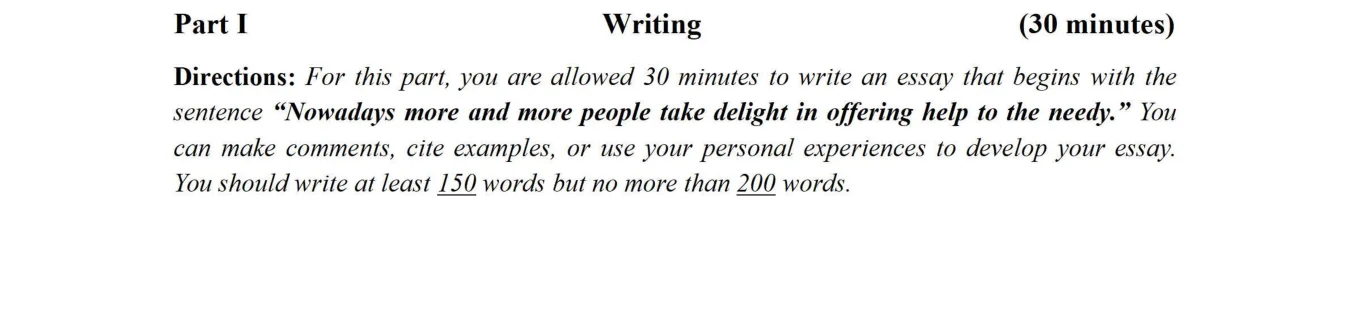 Part I Writing (30 minutes)
Directions: For this part, you are allowed 30 minutes to write an essay that begins with the
sentence “Nowadays more and more people take delight in offering help to the needy.” You
can make comments, cite examples, or use your personal experiences to develop your essay.
You should write at least 150 words but no more than 200 words.